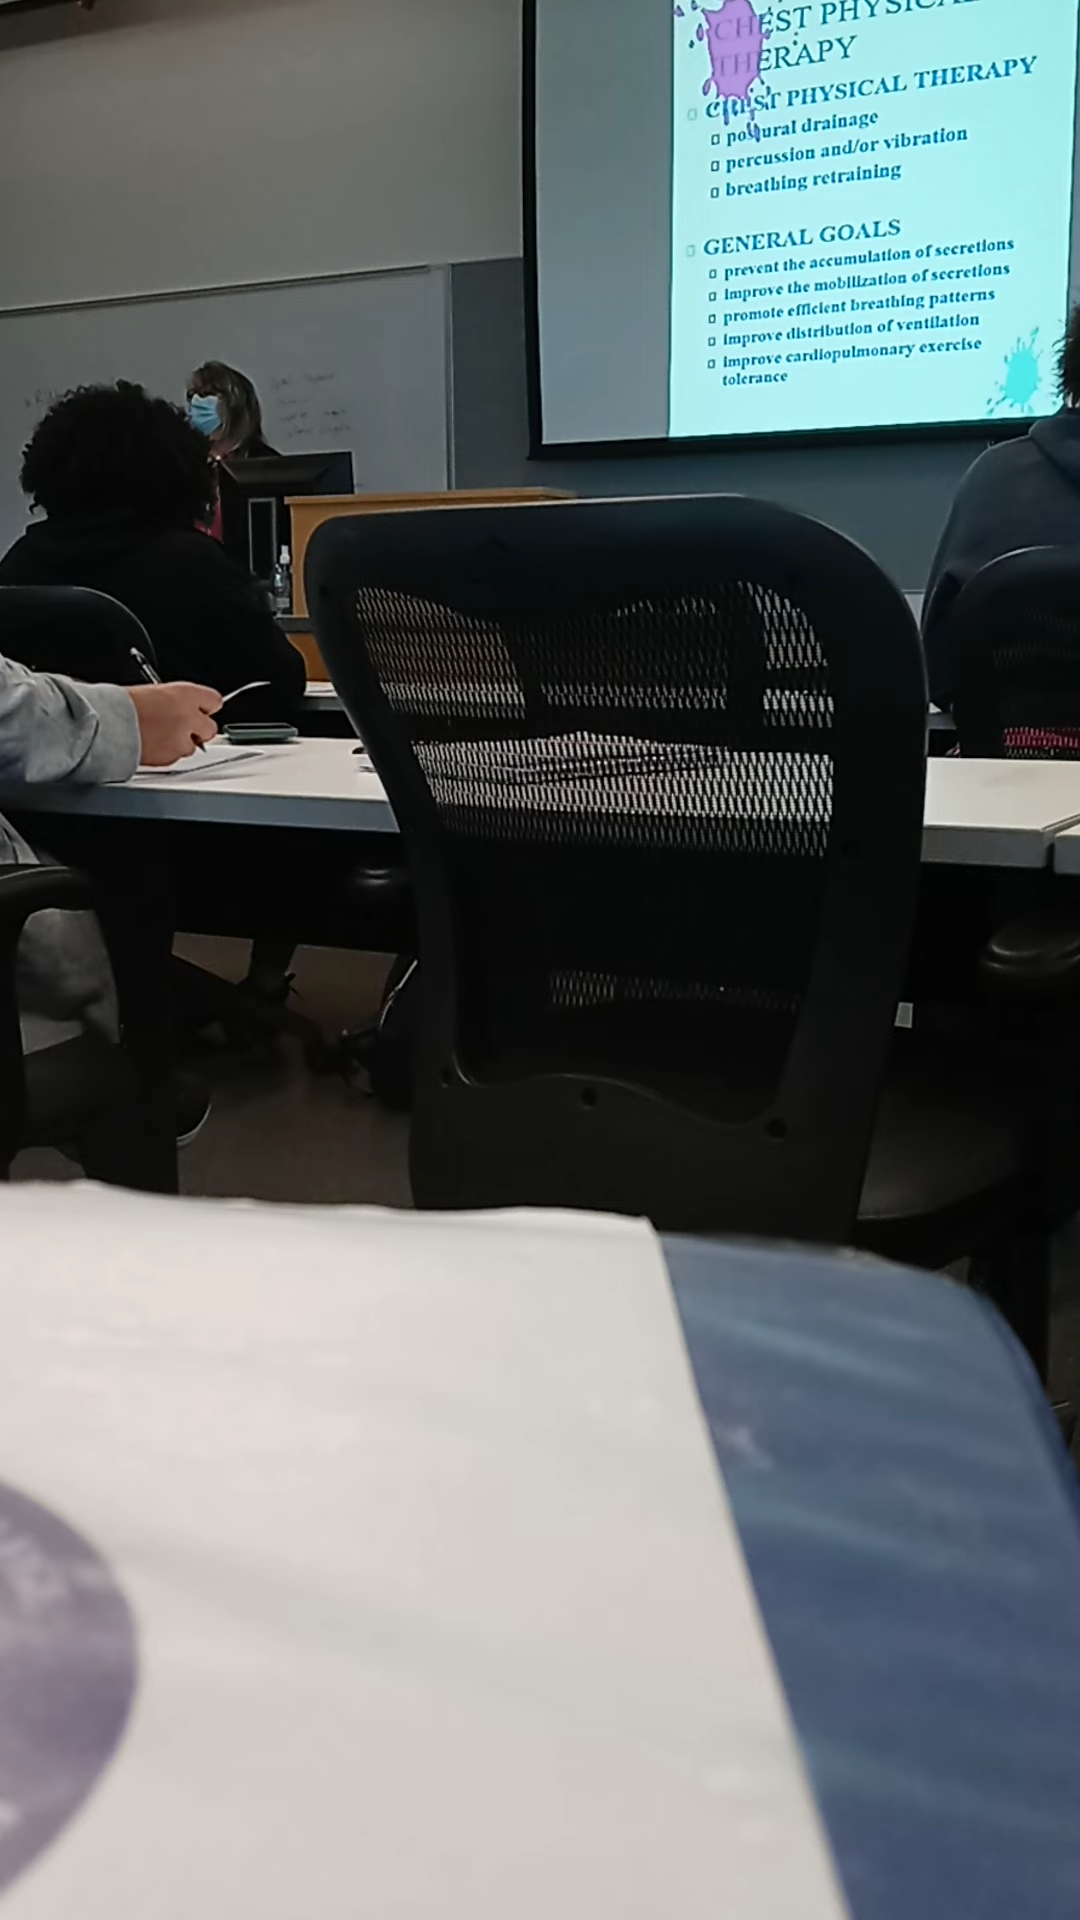 CHEST PHYSICAL
THERAPY
CHEST PHYSICAL THERAPY
postural drainage
percussion and/or vibration
breathing retraining
GENERAL GOALS
prevent the accumulation of secretions
improve the mobilization of secretions
promote efficient breathing patterns
improve distribution of ventilation
improve cardiopulmonary exercise
tolerance